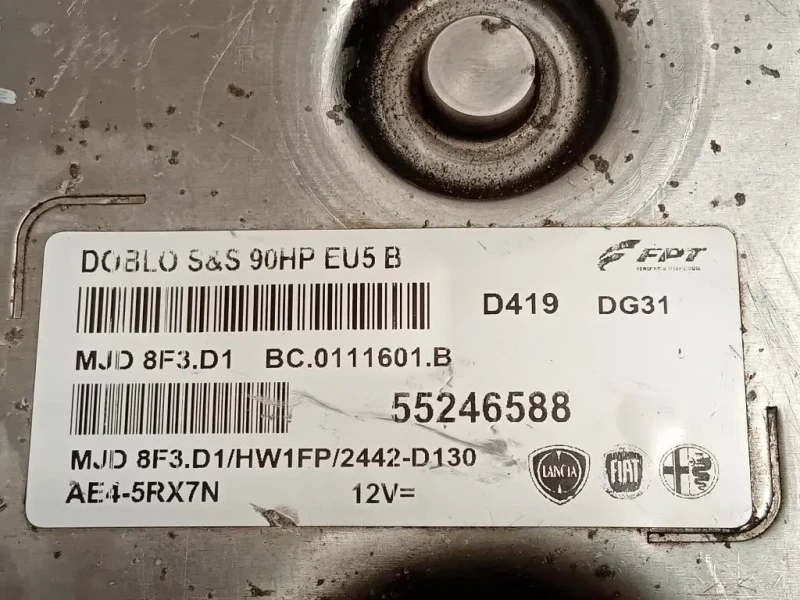 DOBLO S&S 90HP EU5 B
FPT
D419 DG31
MJD 8F3.D1 BC.0111601.B
55246588
MJD 8F3.D1/HW1FP/2442-D130
AE4-5RX7N 12V=
LANCIA FIAT